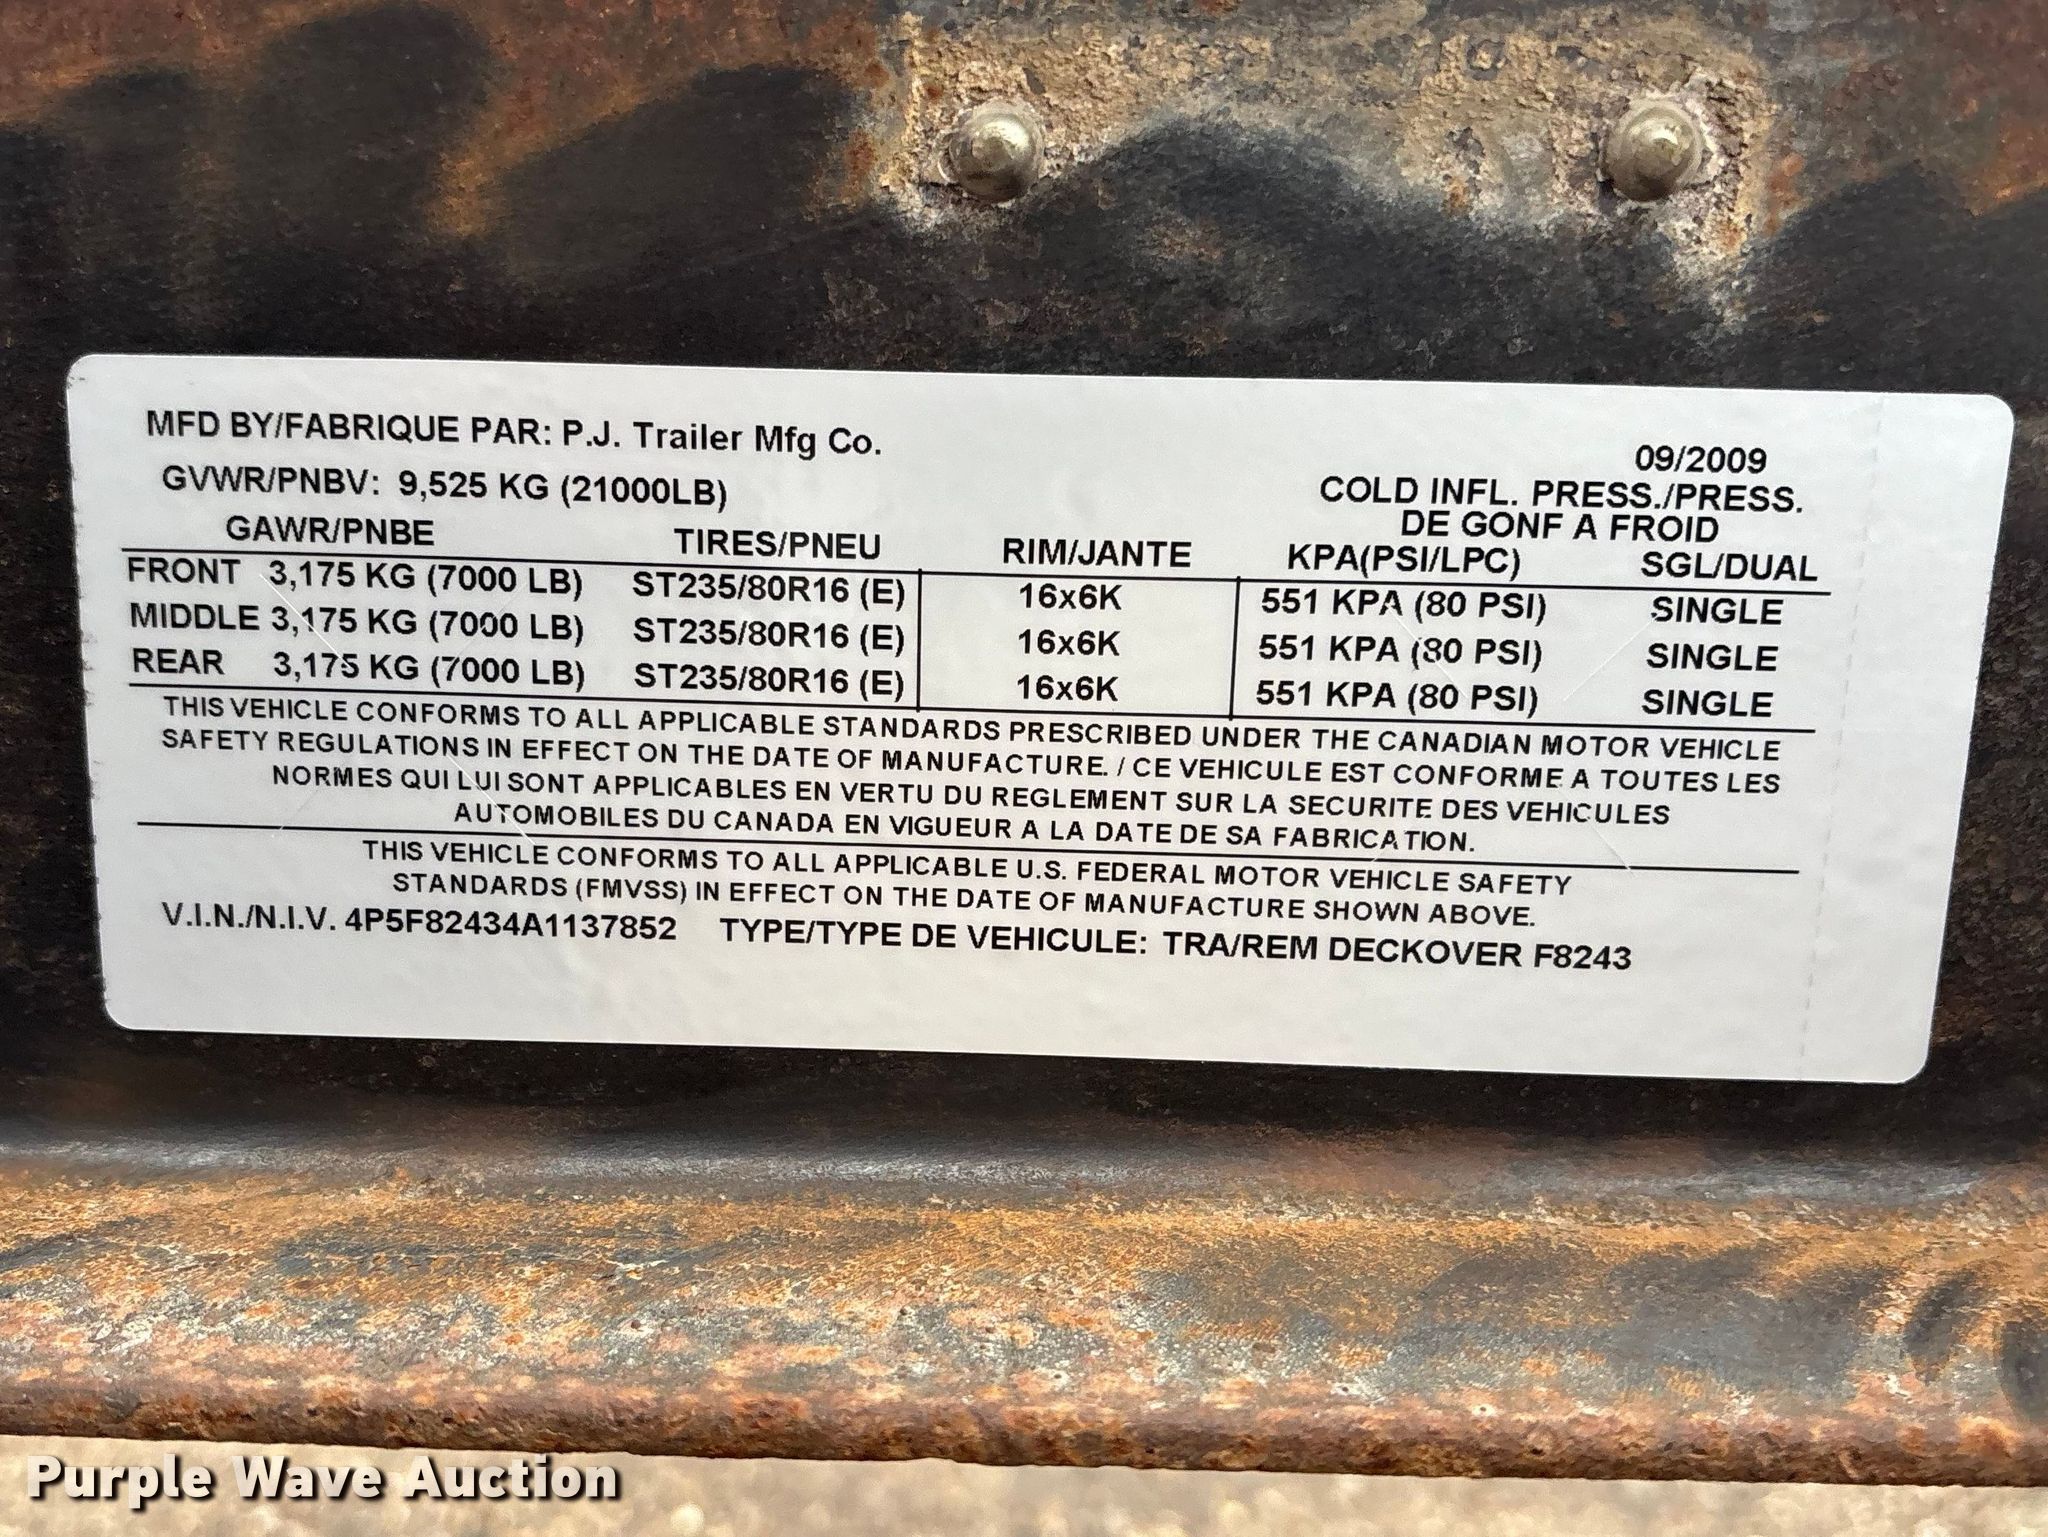 MFD BY/FABRIQUE PAR: P.J. Trailer Mfg Co.
09/2009
GVWR/PNBV: 9,525 KG (21000LB)
COLD INFL. PRESS./PRESS.
DE GONF A FROID
GAWR/PNBE TIRES/PNEU RIM/JANTE KPA(PSI/LPC) SGL/DUAL
FRONT 3,175 KG (7000 LB) ST235/80R16 (E) 16x6K 551 KPA (80 PSI) SINGLE
MIDDLE 3,175 KG (7000 LB) ST235/80R16 (E) 16x6K 551 KPA (80 PSI) SINGLE
REAR 3,175 KG (7000 LB) ST235/80R16 (E) 16x6K 551 KPA (80 PSI) SINGLE
THIS VEHICLE CONFORMS TO ALL APPLICABLE STANDARDS PRESCRIBED UNDER THE CANADIAN MOTOR VEHICLE
SAFETY REGULATIONS IN EFFECT ON THE DATE OF MANUFACTURE. / CE VEHICULE EST CONFORME A TOUTES LES
NORMES QUI LUI SONT APPLICABLES EN VERTU DU REGLEMENT SUR LA SECURITE DES VEHICULES
AUTOMOBILES DU CANADA EN VIGUEUR A LA DATE DE SA FABRICATION.
THIS VEHICLE CONFORMS TO ALL APPLICABLE U.S. FEDERAL MOTOR VEHICLE SAFETY
STANDARDS (FMVSS) IN EFFECT ON THE DATE OF MANUFACTURE SHOWN ABOVE.
V.I.N./N.I.V. 4P5F82434A1137852 TYPE/TYPE DE VEHICULE: TRA/REM DECKOVER F8243
Purple Wave Auction